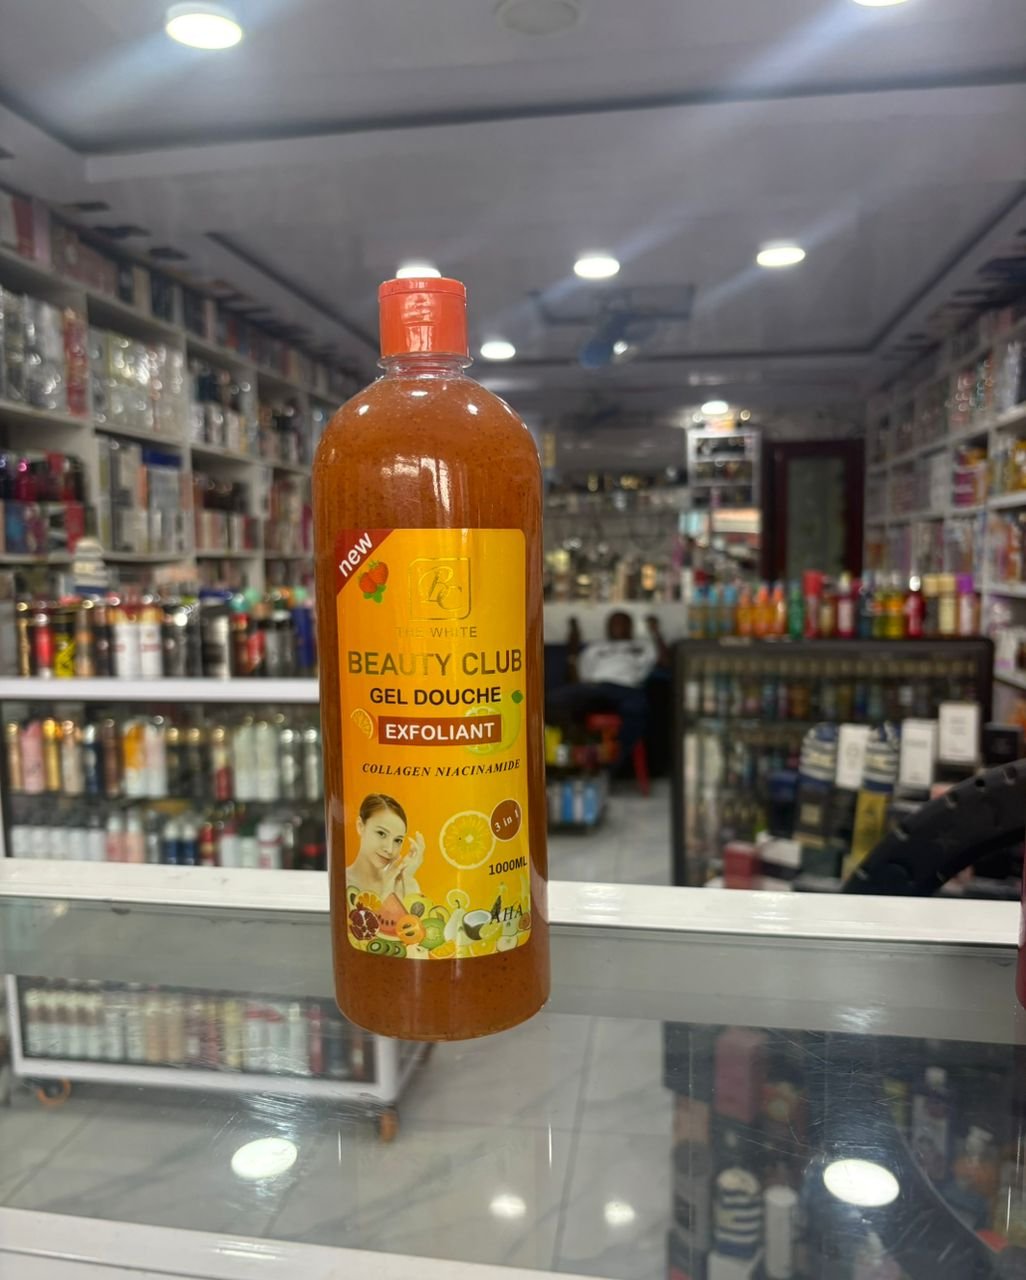 new
BC
THE WHITE
BEAUTY CLUB
GEL DOUCHE
EXFOLIANT
COLLAGEN NIACINAMIDE
3 in 1
1000ML
AHA